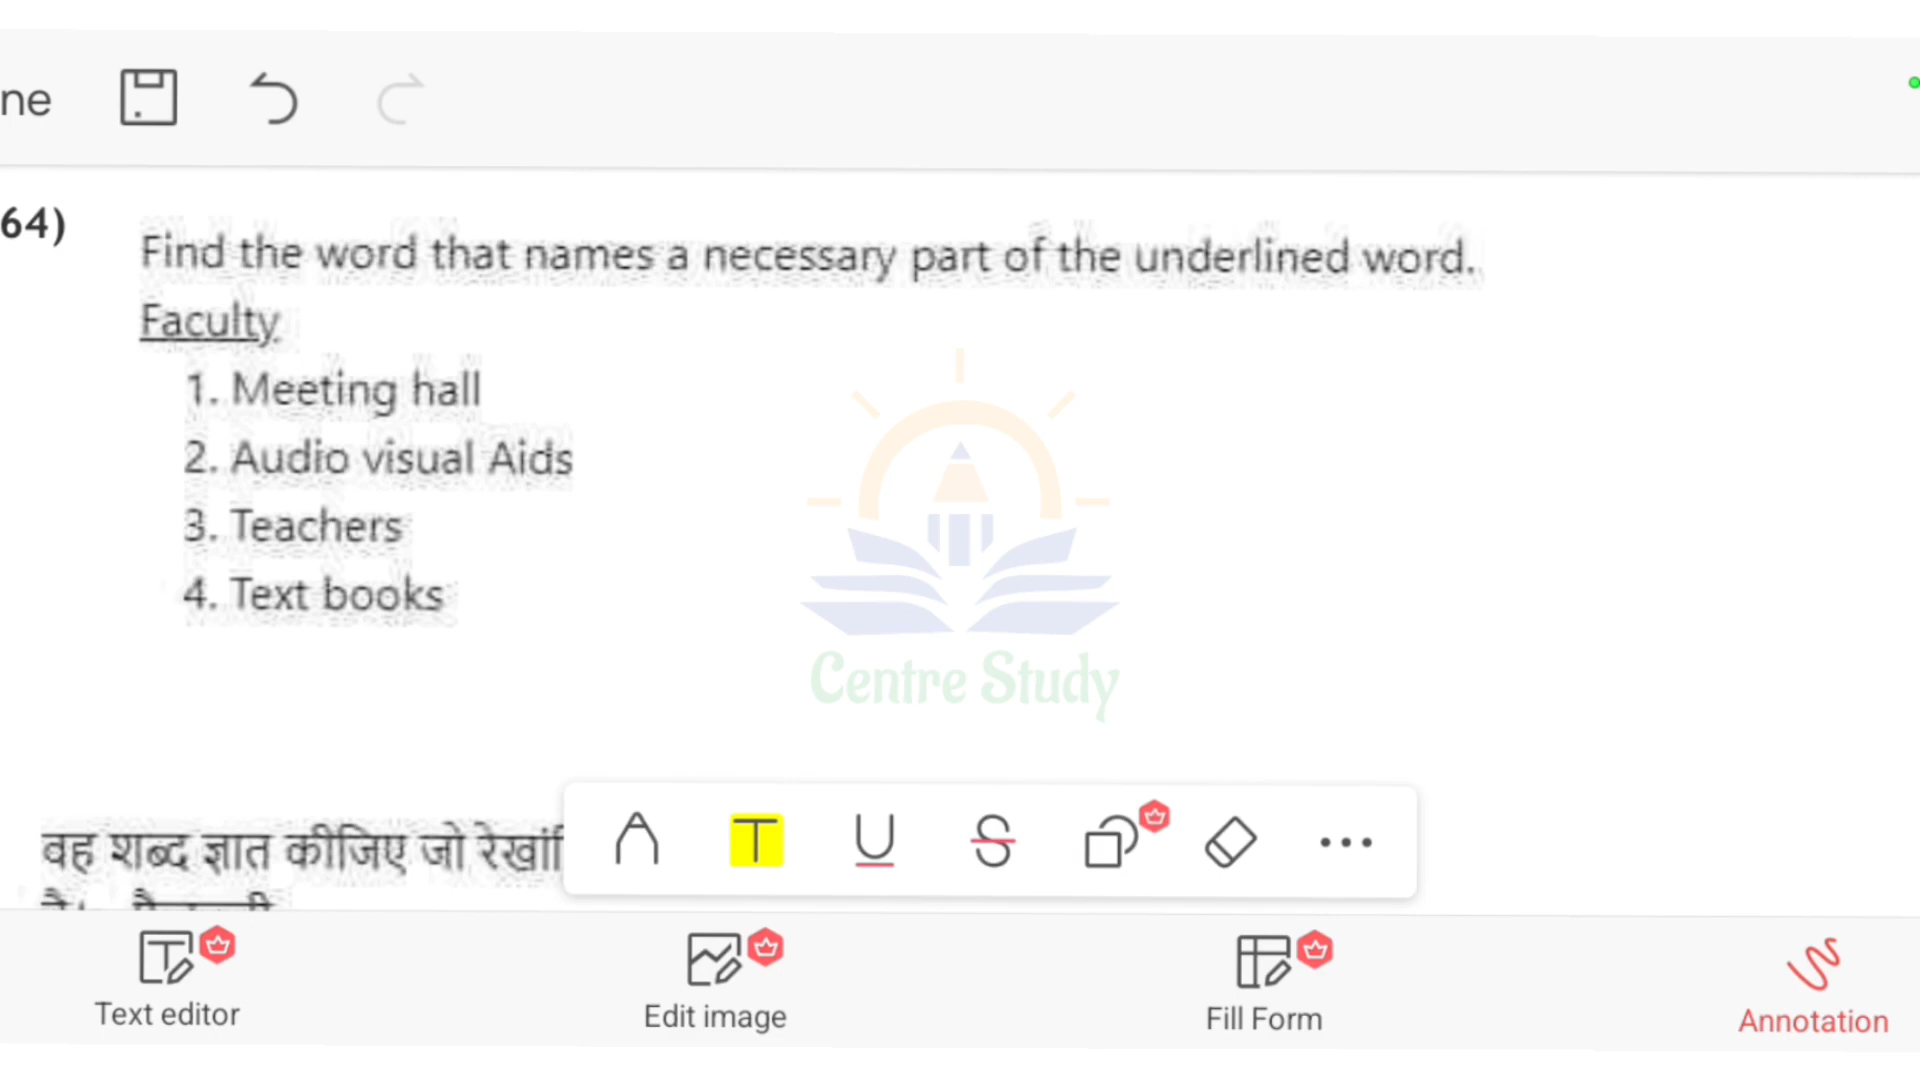 ne
64)
Find the word that names a necessary part of the underlined word.
Faculty
1. Meeting hall
2. Audio visual Aids
3. Teachers
4. Text books
Centre Study
वह शब्द ज्ञात कीजिए जो
T U S
Text editor
Edit image
Fill Form
Annotation